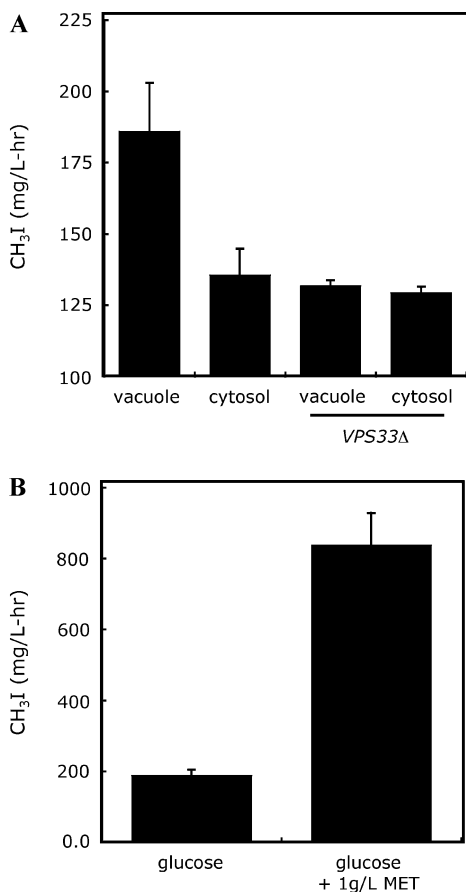 A
225
200
175
150
125
100
CH₃I (mg/L-hr)
vacuole cytosol vacuole cytosol
VPS33Δ
B
1000
800
600
400
200
0.0
CH₃I (mg/L-hr)
glucose glucose
+ 1g/L MET